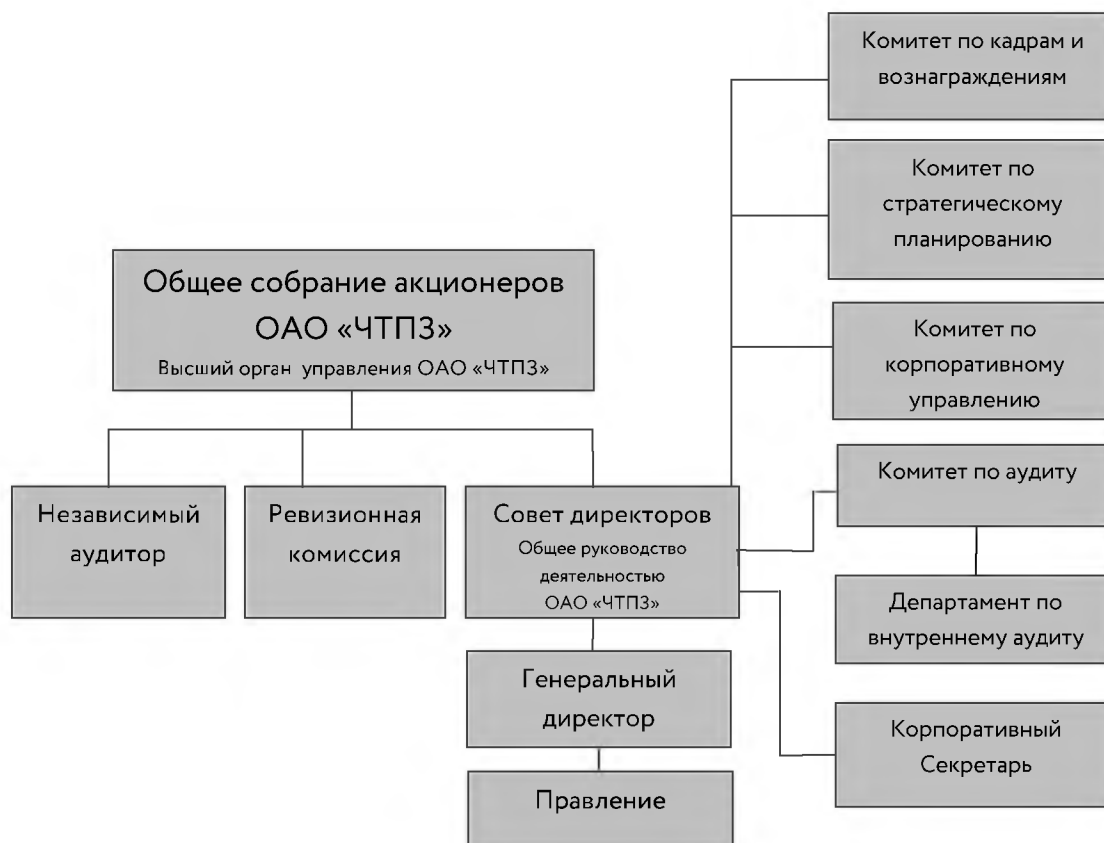 Комитет по кадрам и
вознаграждениям
Комитет по
стратегическому
планированию
Общее собрание акционеров
ОАО «ЧТПЗ»
Высший орган управления ОАО «ЧТПЗ»
Комитет по
корпоративному
управлению
Независимый
аудитор
Ревизионная
комиссия
Совет директоров
Общее руководство
деятельностью
ОАО «ЧТПЗ»
Комитет по аудиту
Департамент по
внутреннему аудиту
Генеральный
директор
Корпоративный
Секретарь
Правление